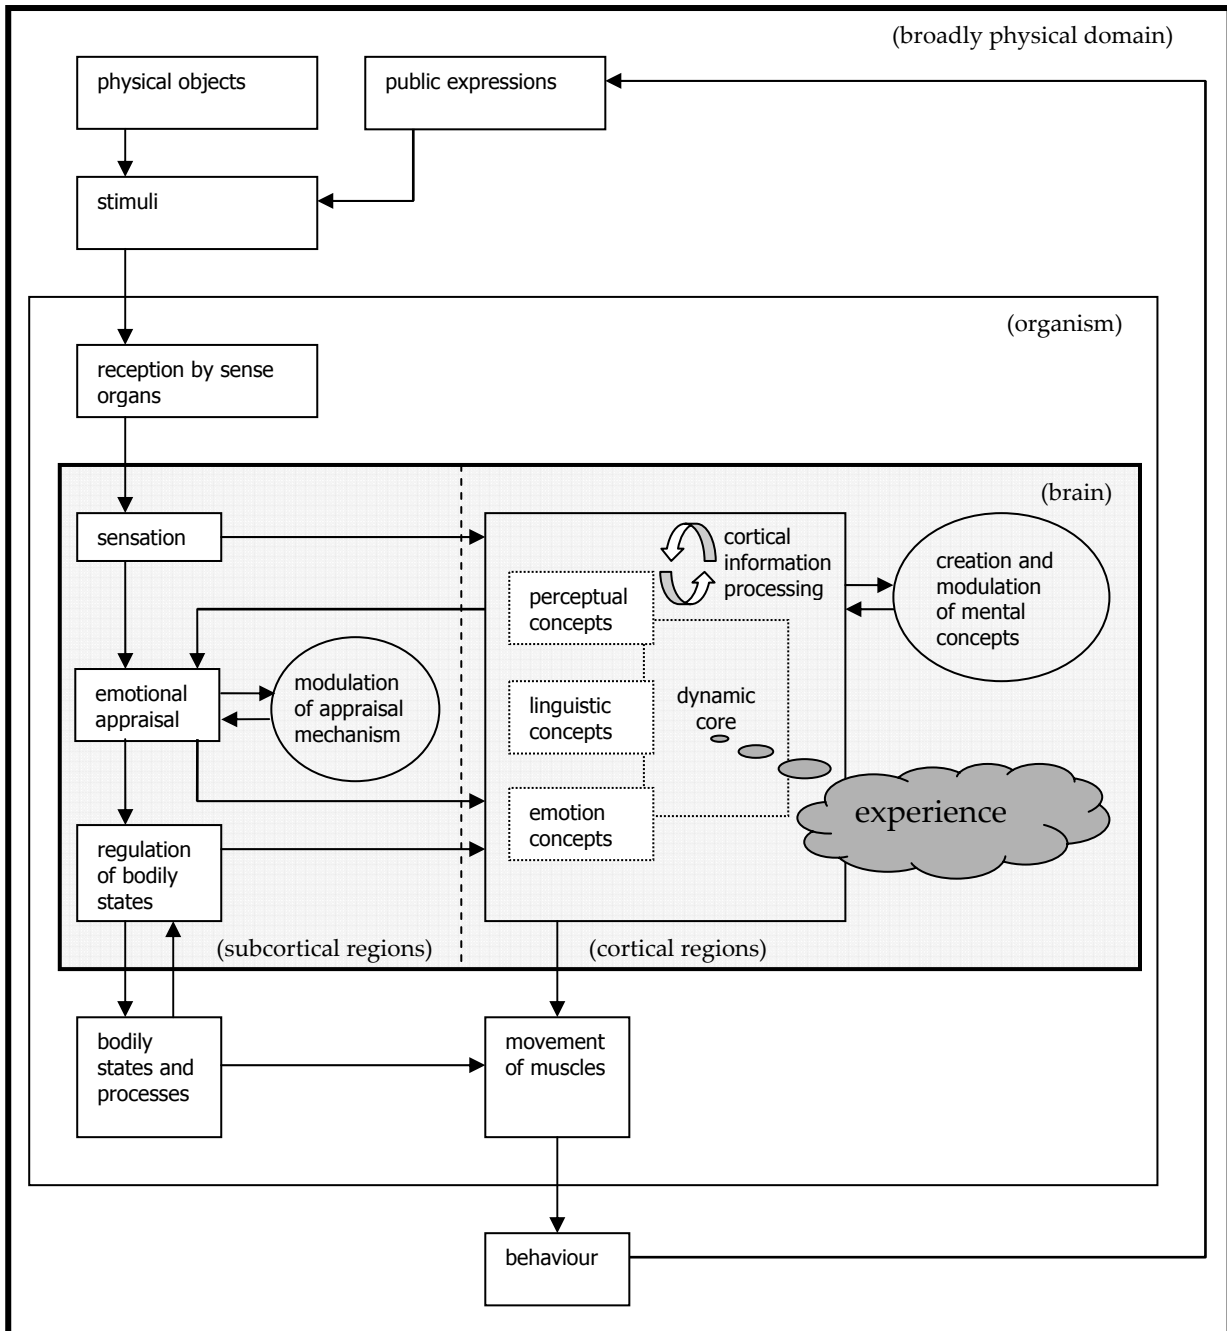 (broadly physical domain)
physical objects
public expressions
stimuli
(organism)
reception by sense
organs
(brain)
sensation
cortical
information
processing
creation and
modulation
of mental
concepts
perceptual
concepts
emotional
appraisal
modulation
of appraisal
mechanism
linguistic
concepts
dynamic
core
experience
emotion
concepts
regulation
of bodily
states
(subcortical regions)
(cortical regions)
bodily
states and
processes
movement
of muscles
behaviour